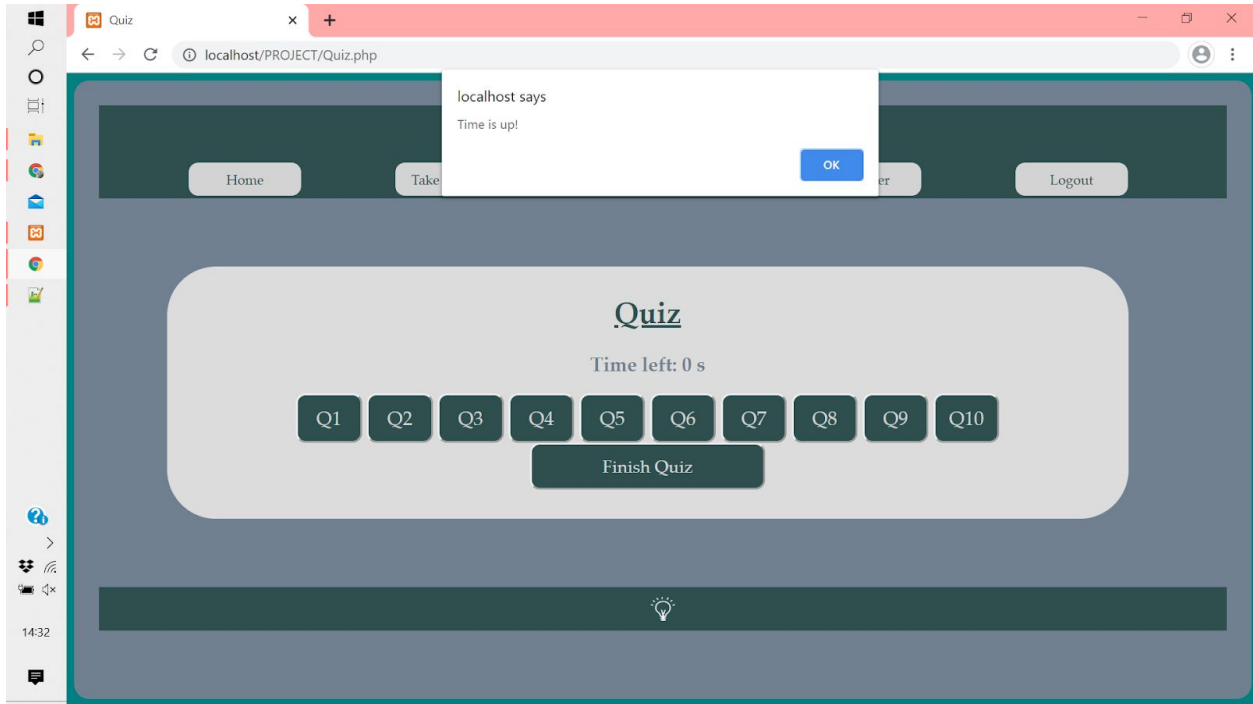 Quiz
localhost/PROJECT/Quiz.php
localhost says
Time is up!
OK
Home
Take
er
Logout
Quiz
Time left: 0 s
Q1 Q2 Q3 Q4 Q5 Q6 Q7 Q8 Q9 Q10
Finish Quiz
14:32